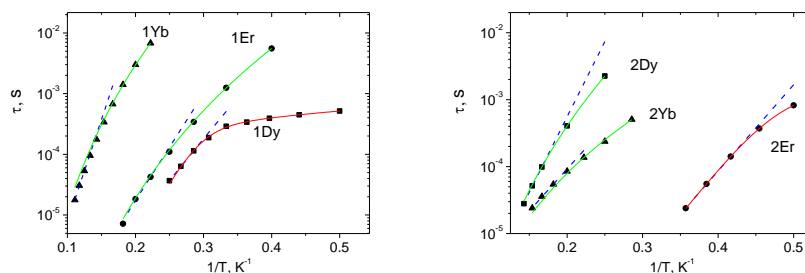 10⁻²
10⁻³
10⁻⁴
10⁻⁵
τ, s
1Yb
1Er
1Dy
0.1 0.2 0.3 0.4 0.5
1/T, K⁻¹
10⁻²
10⁻³
10⁻⁴
10⁻⁵
τ, s
2Dy
2Yb
2Er
0.2 0.3 0.4 0.5
1/T, K⁻¹